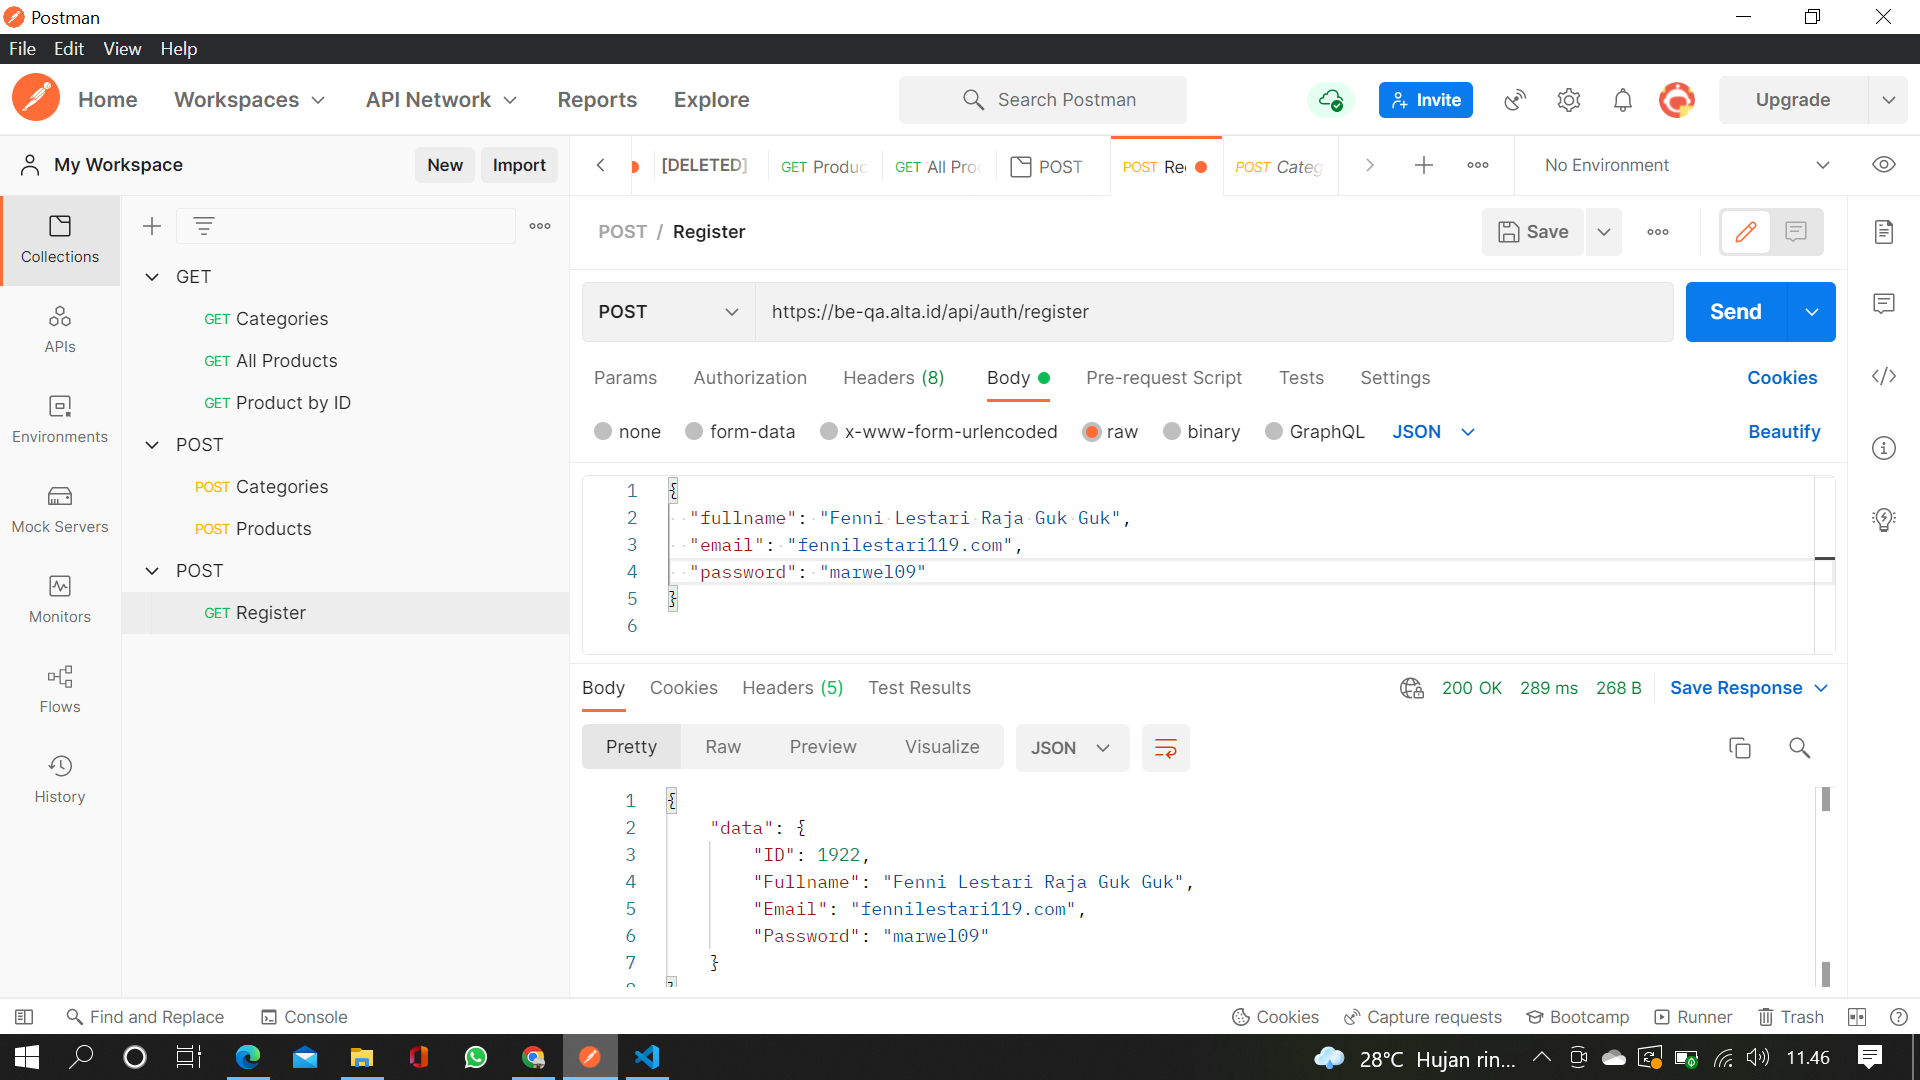 Postman
File Edit View Help
Home Workspaces API Network Reports Explore Search Postman Invite Upgrade
My Workspace New Import [DELETED] GET Produc GET All Pro POST POST Re POST Categ No Environment
POST / Register Save
Collections
APIs
Environments
Mock Servers
Monitors
Flows
History
GET
GET Categories
GET All Products
GET Product by ID
POST
POST Categories
POST Products
POST
GET Register
POST https://be-qa.alta.id/api/auth/register Send
Params Authorization Headers (8) Body Pre-request Script Tests Settings Cookies
none form-data x-www-form-urlencoded raw binary GraphQL JSON Beautify
1 {
2 "fullname": "Fenni Lestari Raja Guk Guk",
3 "email": "fennilestari119.com",
4 "password": "marwel09"
5 }
6
Body Cookies Headers (5) Test Results 200 OK 289 ms 268 B Save Response
Pretty Raw Preview Visualize JSON
1 {
2 "data": {
3 "ID": 1922,
4 "Fullname": "Fenni Lestari Raja Guk Guk",
5 "Email": "fennilestari119.com",
6 "Password": "marwel09"
7 }
Find and Replace Console Cookies Capture requests Bootcamp Runner Trash
28°C Hujan rin... 11.46